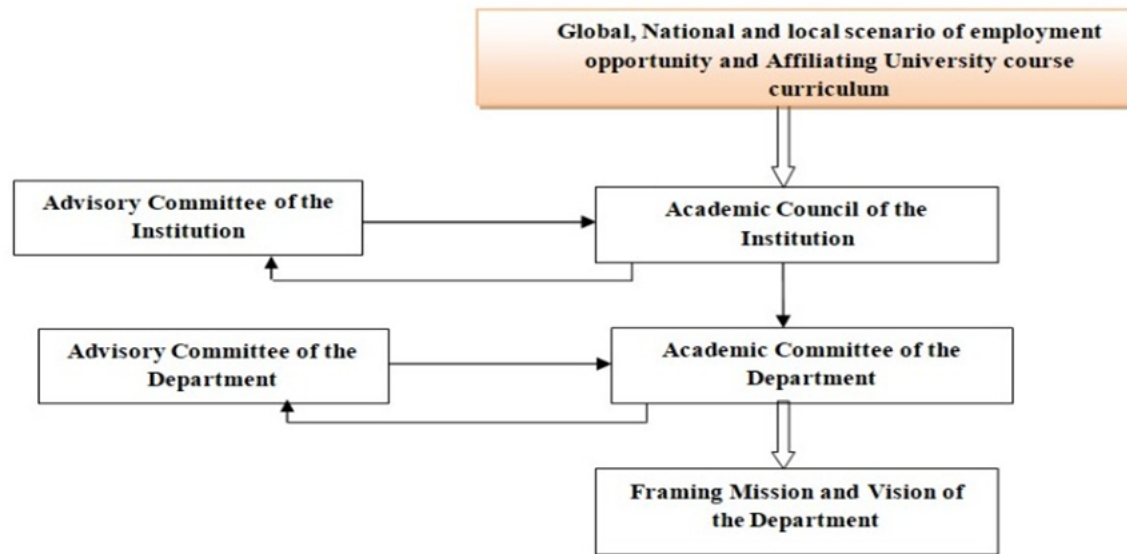 Global, National and local scenario of employment
opportunity and Affiliating University course
curriculum
Advisory Committee of the
Institution
Academic Council of the
Institution
Advisory Committee of the
Department
Academic Committee of the
Department
Framing Mission and Vision of
the Department